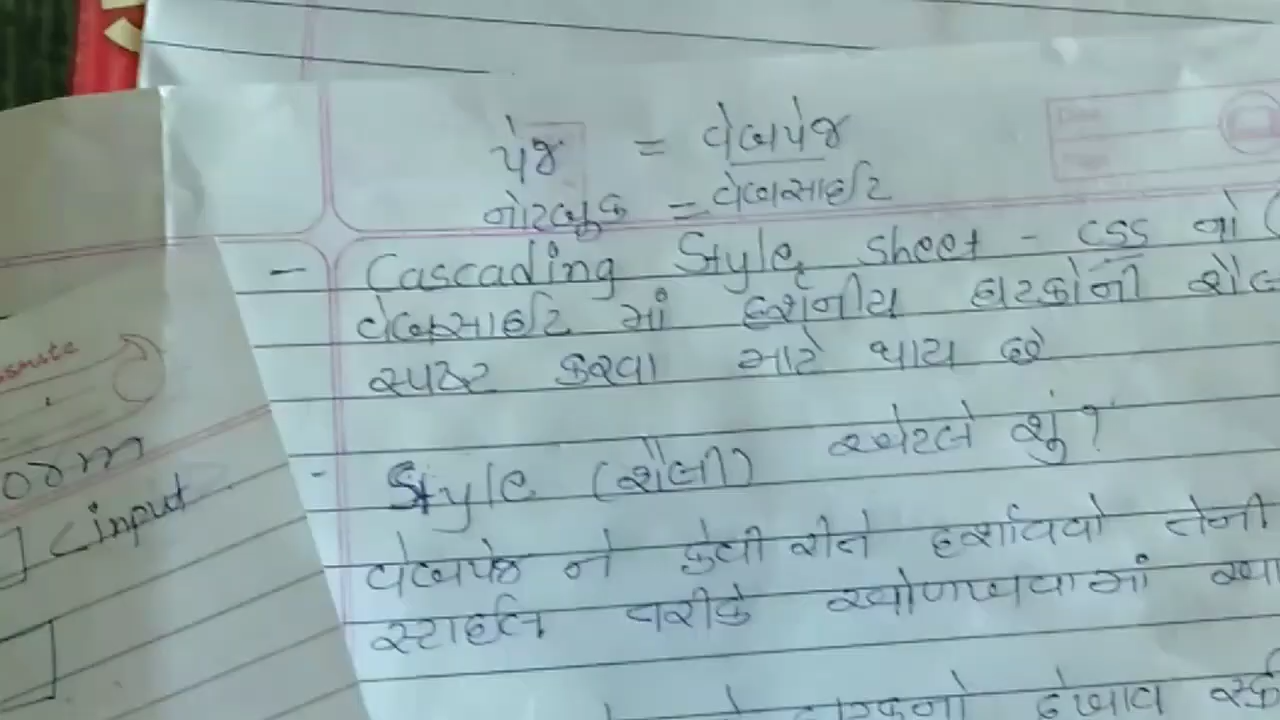 પેજ = વેબપેજ
નોટબુક = વેબસાઈટ
- Cascading Style Sheet - CSS નો
વેબસાઈટ માં દર્શનીય ઘટકોની
સ્પષ્ટ કરવા માટે થાય છે
- Style (શૈલી) એટલે શું?
વેબપેજ ને કેવી રીતે દર્શાવવો તેની
સ્ટાઈલ તરીકે ઓળખવામાં
દેખાવ
orm
<input